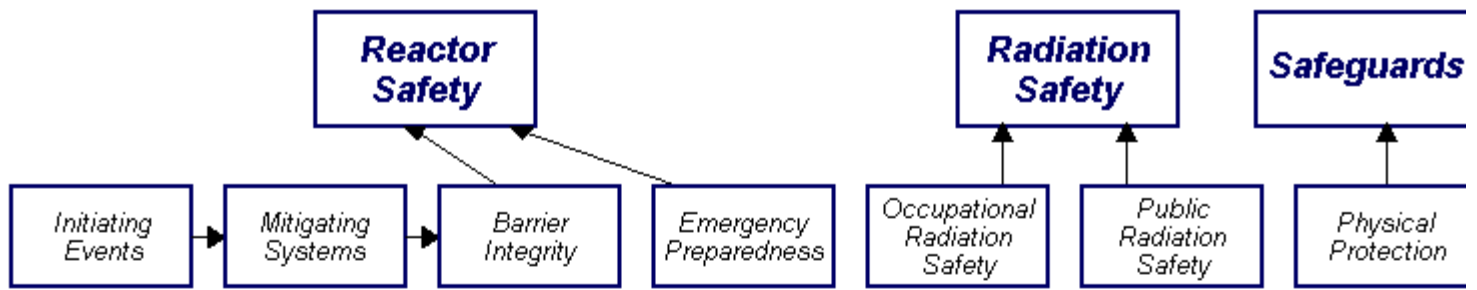 Reactor
Safety
Radiation
Safety
Safeguards
Initiating
Events
Mitigating
Systems
Barrier
Integrity
Emergency
Preparedness
Occupational
Radiation
Safety
Public
Radiation
Safety
Physical
Protection